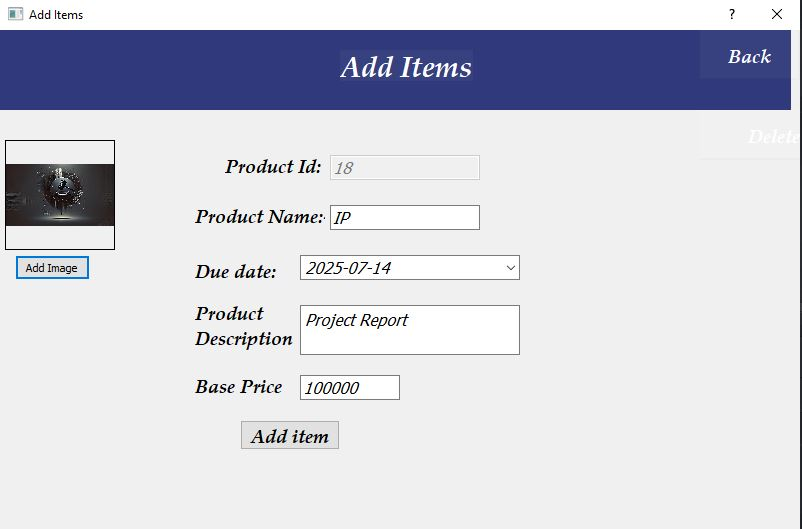 Add Items
?
Add Items
Back
Delete
Product Id:
18
Product Name:
IP
Add Image
Due date:
2025-07-14
Product
Description
Project Report
Base Price
100000
Add item